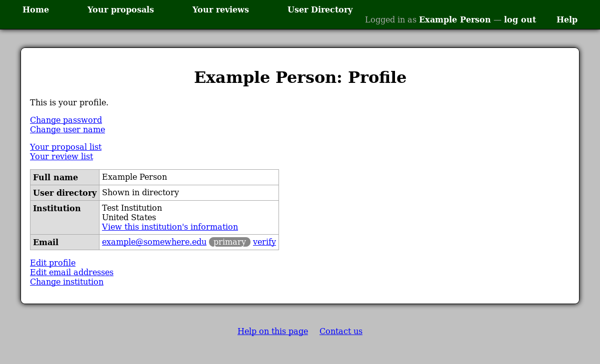 Home Your proposals Your reviews User Directory
Logged in as Example Person — log out Help
Example Person: Profile
This is your profile.
Change password
Change user name
Your proposal list
Your review list
Full name Example Person
User directory Shown in directory
Institution Test Institution
United States
View this institution's information
Email example@somewhere.edu primary verify
Edit profile
Edit email addresses
Change institution
Help on this page Contact us